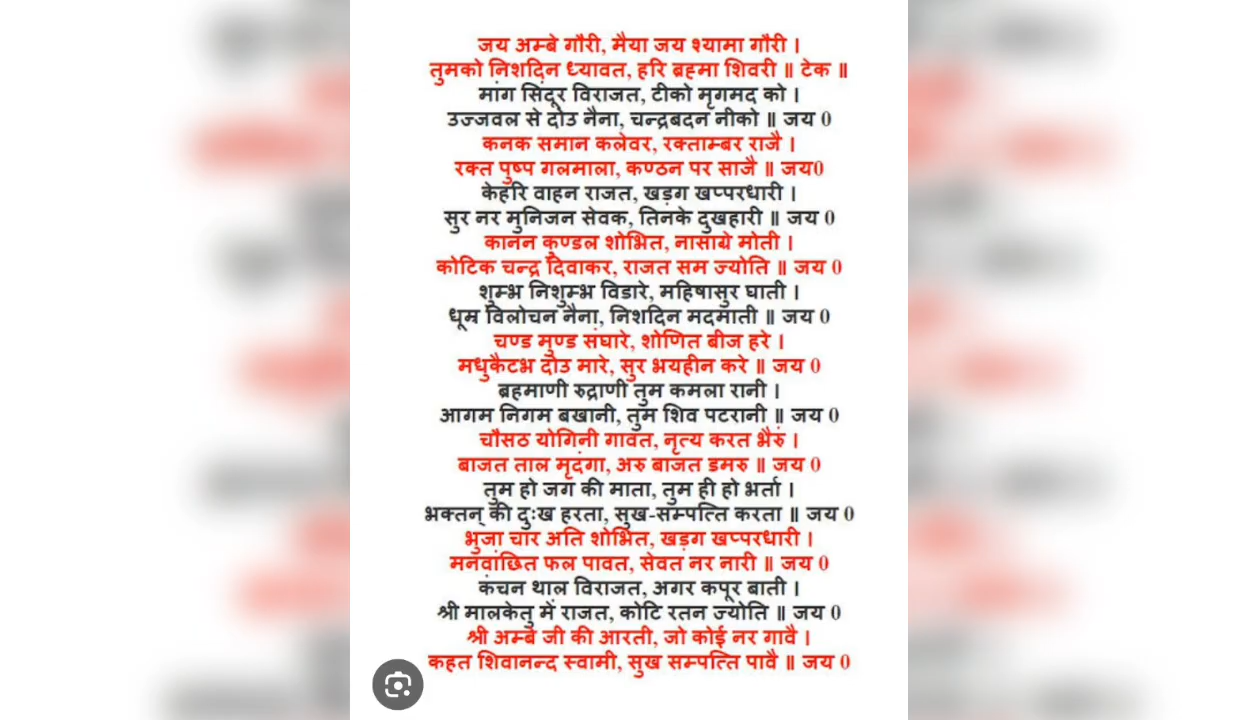 जय अम्बे गौरी, मैया जय श्यामा गौरी ।
तुमको निशदिन ध्यावत, हरि ब्रह्मा शिवरी ॥ टेक ॥
मांग सिंदूर विराजत, टीको मृगमद को ।
उज्जवल से दोउ नैना, चन्द्रबदन नीको ॥ जय 0
कनक समान कलेवर, रक्ताम्बर राजै ।
रक्त पुष्प गलमाला, कण्ठन पर साजै ॥ जय0
केहरि वाहन राजत, खड़ग खप्परधारी ।
सुर नर मुनिजन सेवक, तिनके दुखहारी ॥ जय 0
कानन कुण्डल शोभित, नासाग्रे मोती ।
कोटिक चन्द्र दिवाकर, राजत सम ज्योति ॥ जय 0
शुम्भ निशुम्भ विडारे, महिषासुर घाती ।
धूम्र विलोचन नैना, निशदिन मदमाती ॥ जय 0
चण्ड मुण्ड संघारे, शोणित बीज हरे ।
मधुकैटभ दोउ मारे, सुर भयहीन करे ॥ जय 0
ब्रहमाणी रुद्राणी तुम कमला रानी ।
आगम निगम बखानी, तुम शिव पटरानी ॥ जय 0
चौसठ योगिनी गावत, नृत्य करत भैरुं ।
बाजत ताल मृदंगा, अरु बाजत डमरु ॥ जय 0
तुम हो जग की माता, तुम ही हो भर्ता ।
भक्तन् की दुःख हरता, सुख-सम्पत्ति करता ॥ जय 0
भुजा चार अति शोभित, खड़ग खप्परधारी ।
मनवांछित फल पावत, सेवत नर नारी ॥ जय 0
कंचन थाल विराजत, अगर कपूर बाती ।
श्री मालकेतु में राजत, कोटि रतन ज्योति ॥ जय 0
श्री अम्बे जी की आरती, जो कोई नर गावै ।
कहत शिवानन्द स्वामी, सुख सम्पत्ति पावै ॥ जय 0